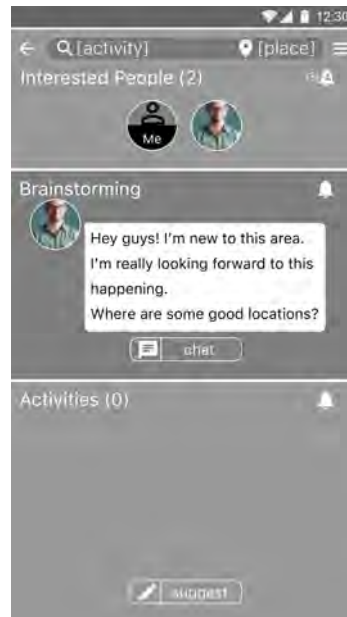 12:30
[activity] [place]
Interested People (2)
Me
Brainstorming
Hey guys! I'm new to this area.
I'm really looking forward to this
happening.
Where are some good locations?
chat
Activities (0)
suggest